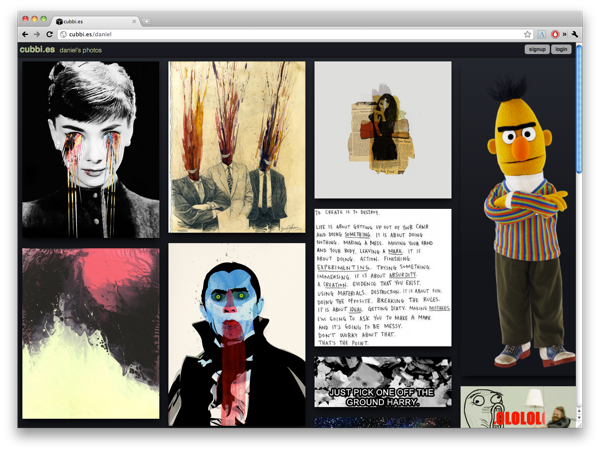 cubbi.es
cubbi.es/daniel
cubbi.es daniel's photos
signup login
TO CREATE IS TO DESTROY.
LIFE IS ABOUT GETTING UP OUT OF YOUR CHAIR
AND DOING SOMETHING. IT IS ABOUT DOING
NOTHING. MAKING A MESS. MOVING YOUR HAND
AND YOUR BODY, LEAVING A MARK. IT IS
ABOUT DOING. ACTION. FINISHING.
EXPERIMENTING. TRYING SOMETHING.
IMMERSING. IT IS ABOUT ABSURDITY.
A CREATION. EVIDENCE THAT YOU EXIST.
USING MATERIALS. DESTRUCTION. IT IS ABOUT FUN.
DOING THE OPPOSITE. BREAKING THE RULES.
IT IS ABOUT IDEAS. GETTING DIRTY. MAKING MISTAKES.
I'M GOING TO ASK YOU TO MAKE A MARK
AND IT'S GOING TO BE MESSY.
DON'T WORRY ABOUT THAT.
THAT'S THE POINT.
JUST PICK ONE OFF THE
GROUND HARRY.
BLOLOL